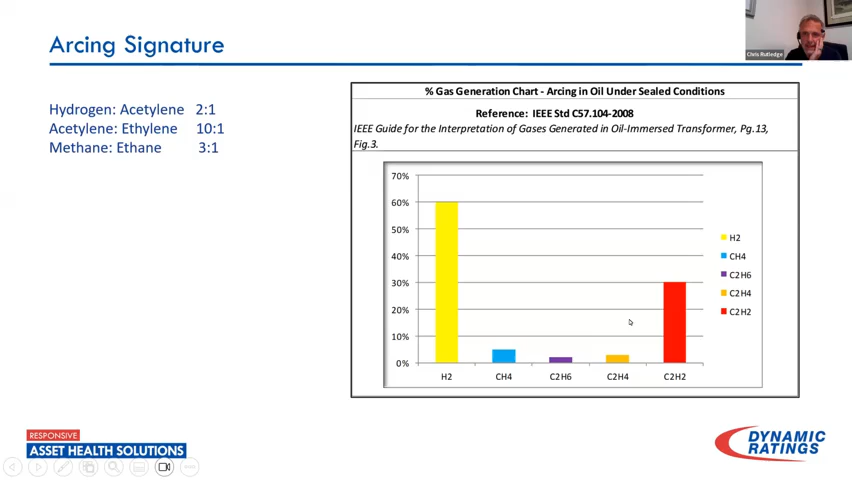 Arcing Signature
Chris Rutledge
Hydrogen: Acetylene 2:1
Acetylene: Ethylene 10:1
Methane: Ethane 3:1
% Gas Generation Chart - Arcing in Oil Under Sealed Conditions
Reference: IEEE Std C57.104-2008
IEEE Guide for the Interpretation of Gases Generated in Oil-Immersed Transformer, Pg.13,
Fig.3.
70%
60%
50%
40%
30%
20%
10%
0%
H2
CH4
C2H6
C2H4
C2H2
H2
CH4
C2H6
C2H4
C2H2
RESPONSIVE
ASSET HEALTH SOLUTIONS
DYNAMIC
RATINGS